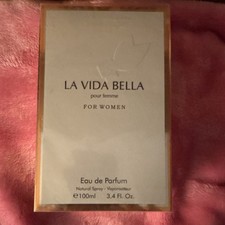 LA VIDA BELLA
pour femme
FOR WOMEN
Eau de Parfum
Natural Spray - Vaporisateur
℮100ml 3.4 Fl. Oz.